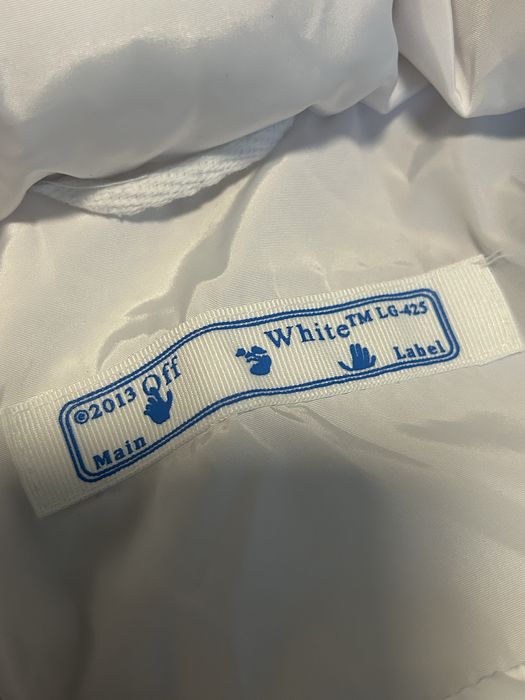 ©2013 Off White™ LG-425
Main Label